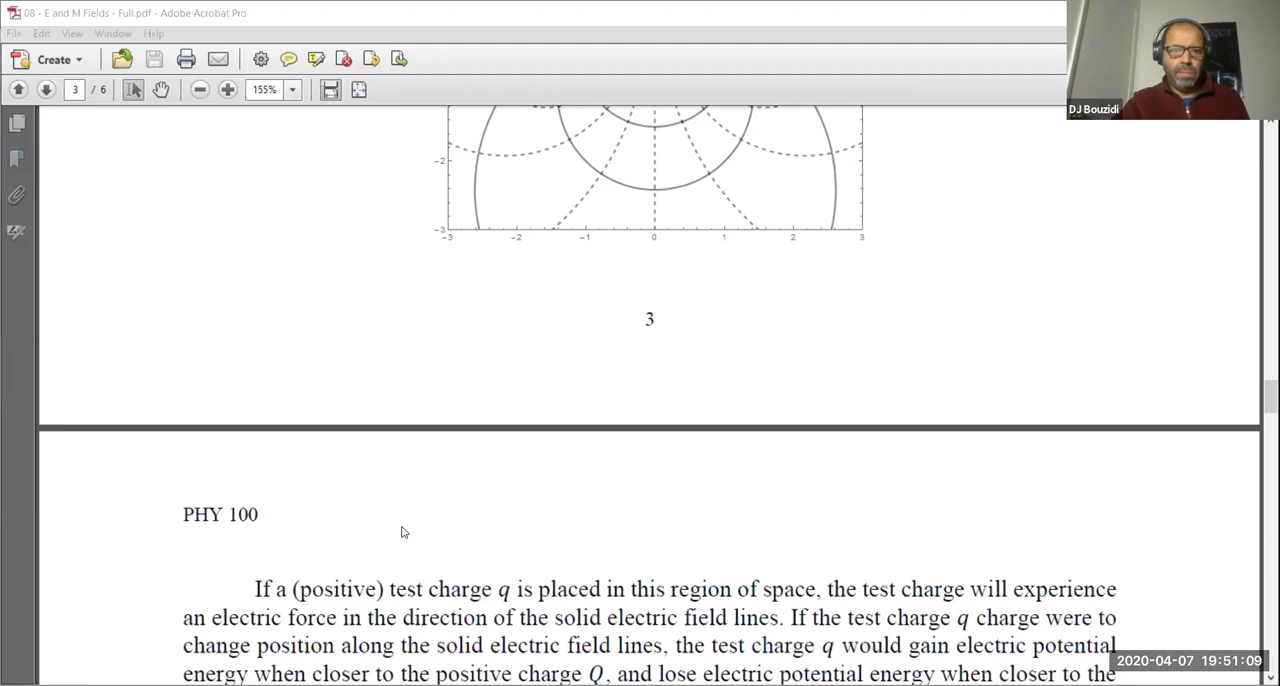 08 - E and M Fields - Full.pdf - Adobe Acrobat Pro
File Edit View Window Help
Create
3 / 6 155%
DJ Bouzidi
-2
-3
-3 -2 -1 0 1 2 3
3
PHY 100
If a (positive) test charge q is placed in this region of space, the test charge will experience
an electric force in the direction of the solid electric field lines. If the test charge q charge were to
change position along the solid electric field lines, the test charge q would gain electric potential
energy when closer to the positive charge Q, and lose electric potential energy when closer to the
2020-04-07 19:51:09